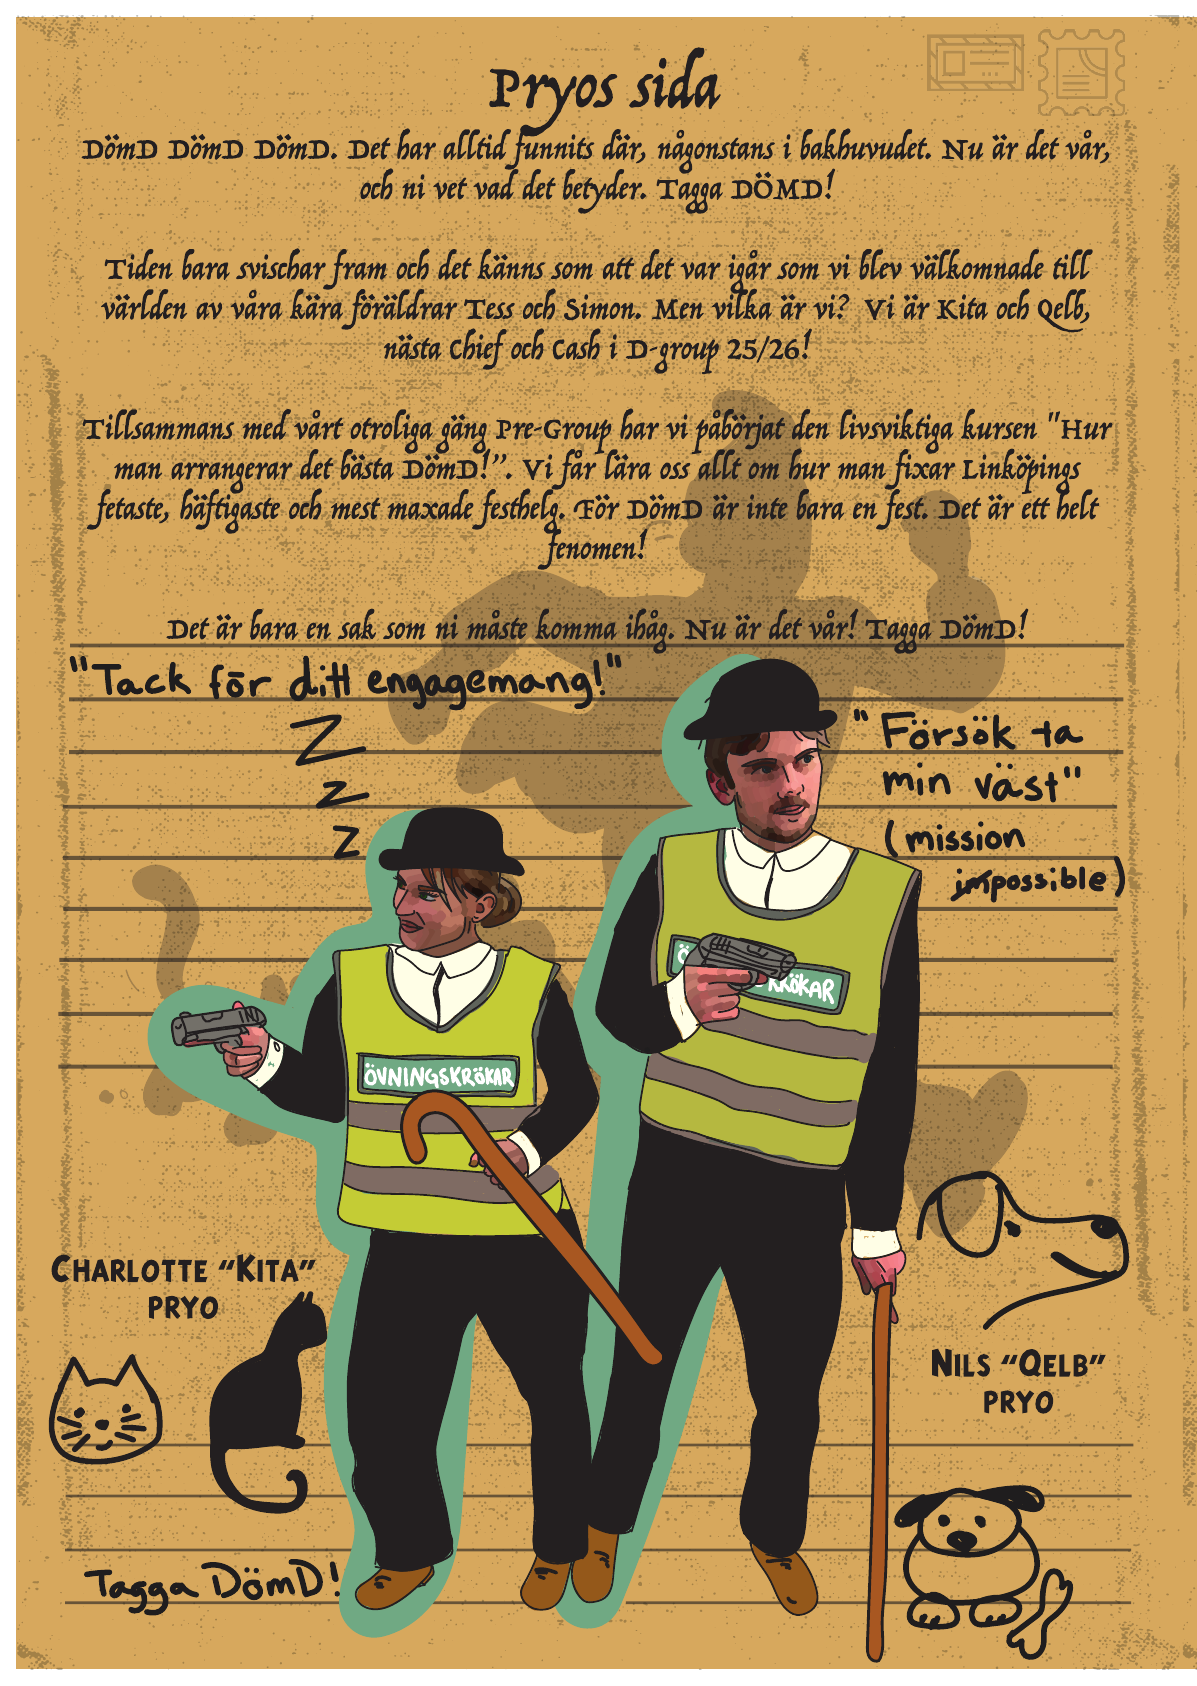 Pryos sida
DömD DömD DömD. Det har alltid funnits där, någonstans i bakhuvudet. Nu är det vår,
och ni vet vad det betyder. Tagga DÖMD!
Tiden bara svischar fram och det känns som att det var igår som vi blev välkomnade till
världen av våra kära föräldrar Tess och Simon. Men vilka är vi? Vi är Kita och Qelb,
nästa Chief och Cash i D-group 25/26!
Tillsammans med vårt otroliga gäng Pre-Group har vi påbörjat den livsviktiga kursen "Hur
man arrangerar det bästa DömD!”. Vi får lära oss allt om hur man fixar Linköpings
fetaste, häftigaste och mest maxade festhelg. För DömD är inte bara en fest. Det är ett helt
fenomen!
Det är bara en sak som ni måste komma ihåg. Nu är det vår! Tagga DömD!
"Tack för ditt engagemang!"
Z
Z
Z
"Försök ta
min väst"
(mission
impossible)
KRÖKAR
ÖVNINGSKRÖKAR
Charlotte “Kita”
Pryo
Nils “Qelb”
Pryo
Tagga DömD!